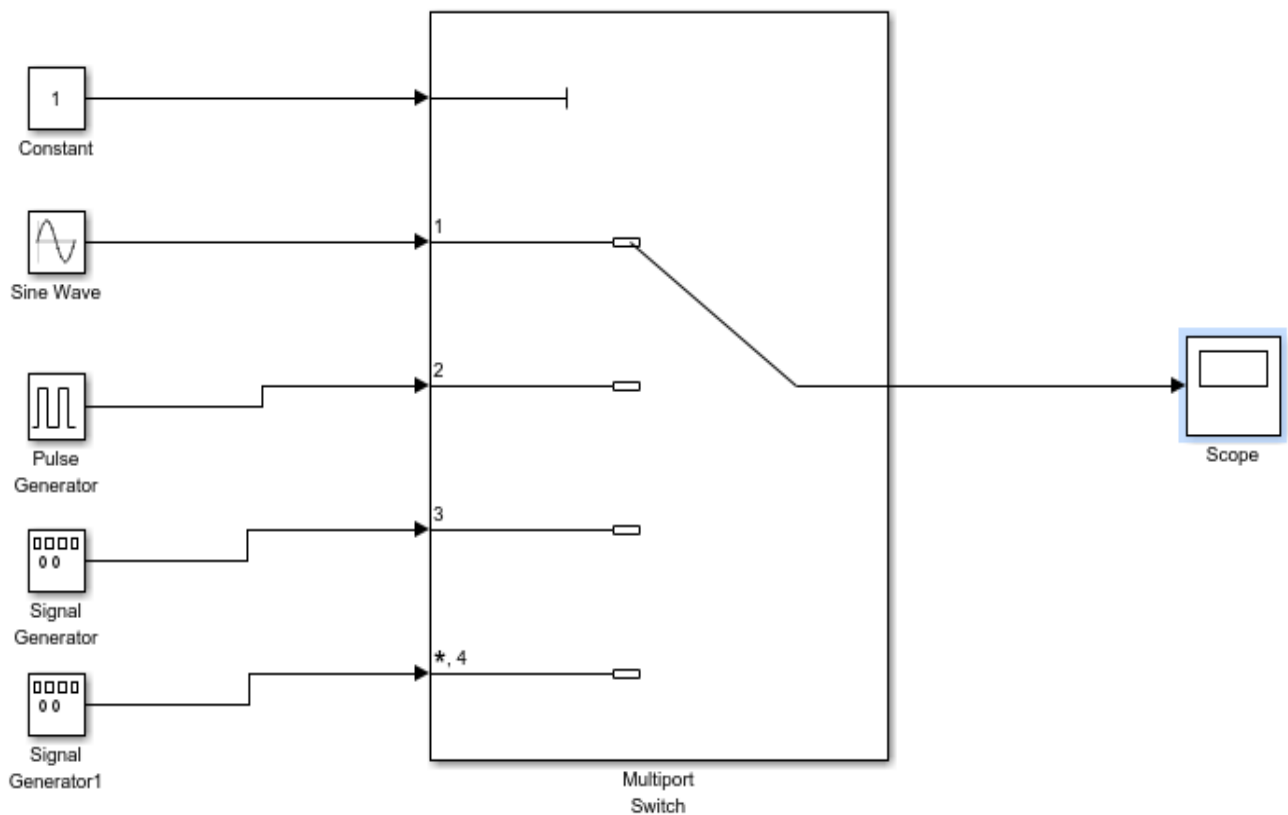 1
Constant
1
Sine Wave
2
Pulse
Generator
3
Signal
Generator
*, 4
Signal
Generator1
Multiport
Switch
Scope